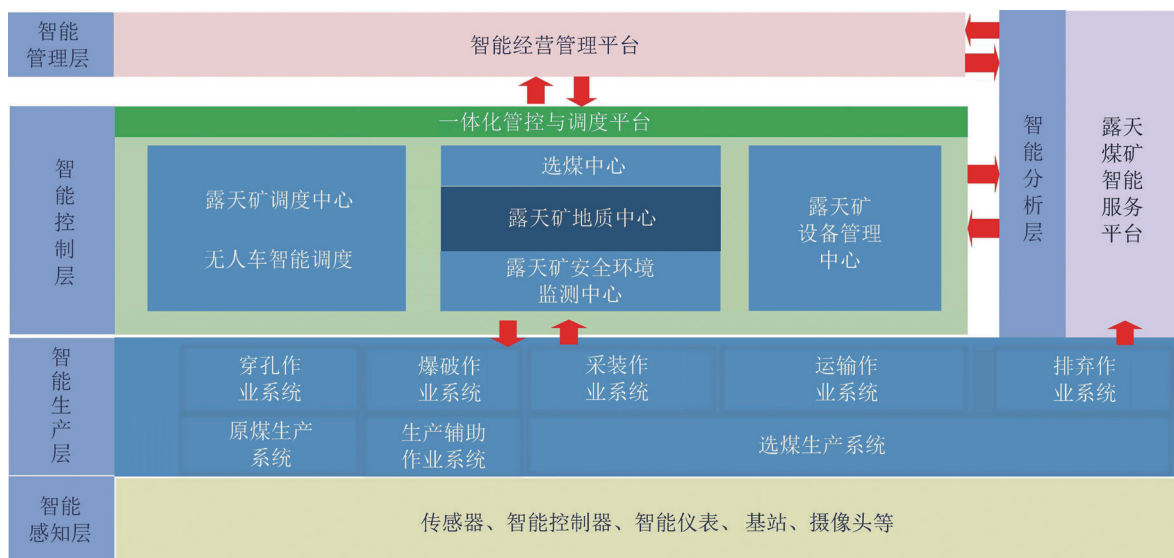 智能
管理层
智能经营管理平台
智能控制层
一体化管控与调度平台
露天矿调度中心
无人车智能调度
选煤中心
露天矿地质中心
露天矿安全环境
监测中心
露天矿
设备管理
中心
智能分析层
露天
煤矿
智能
服务
平台
智能生产层
穿孔作
业系统
爆破作
业系统
采装作
业系统
运输作
业系统
排弃作
业系统
原煤生产
系统
生产辅助
作业系统
选煤生产系统
智能
感知层
传感器、智能控制器、智能仪表、基站、摄像头等